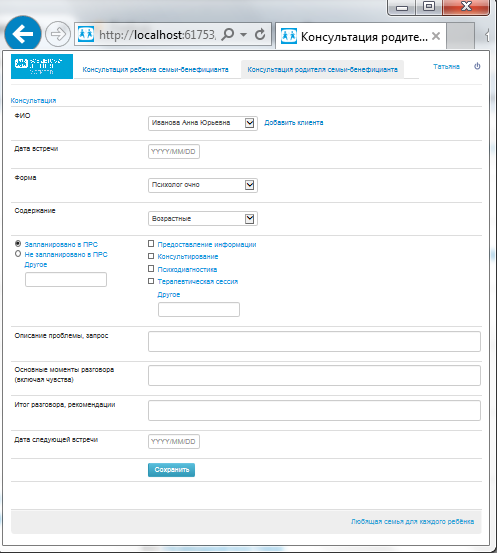 http://localhost:61753
Консультация родите...
Консультация ребенка семьи-бенефицианта
Консультация родителя семьи-бенефицианта
Татьяна
Консультация
ФИО
Иванова Анна Юрьевна
Добавить клиента
Дата встречи
YYYY/MM/DD
Форма
Психолог очно
Содержание
Возрастные
Запланировано в ПРС
Не запланировано в ПРС
Другое
Предоставление информации
Консультирование
Психодиагностика
Терапевтическая сессия
Другое
Описание проблемы, запрос
Основные моменты разговора
(включая чувства)
Итог разговора, рекомендации
Дата следующей встречи
YYYY/MM/DD
Сохранить
Любящая семья для каждого ребёнка